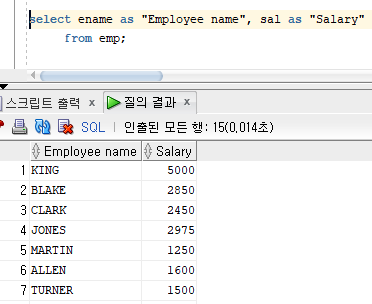 select ename as "Employee name", sal as "Salary"
from emp;
스크립트 출력 x 질의 결과 x
SQL | 인출된 모든 행: 15(0,014초)
Employee name Salary
1 KING 5000
2 BLAKE 2850
3 CLARK 2450
4 JONES 2975
5 MARTIN 1250
6 ALLEN 1600
7 TURNER 1500